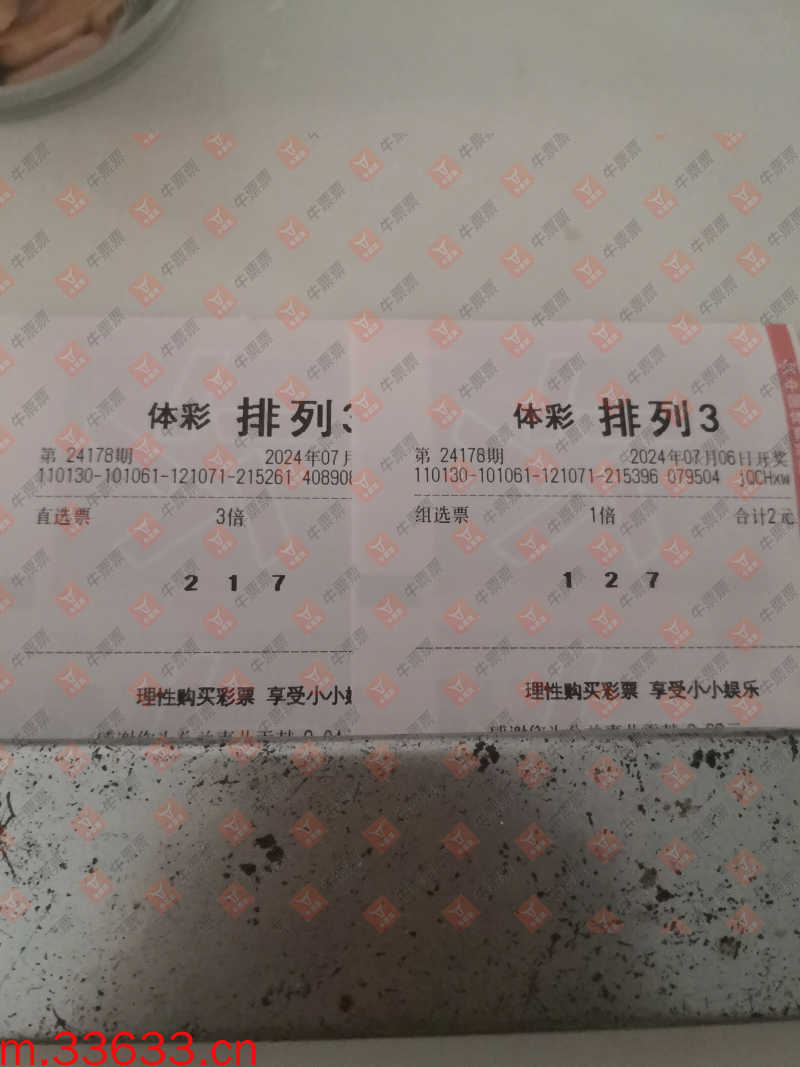 体彩 排列3
第 24178期 2024年07月
110130-101061-121071-215261 408908
直选票 3倍
2 1 7
理性购买彩票 享受小小
体彩 排列3
第 24178期 2024年07月06日开奖
110130-101061-121071-215396 079504 jQCHxw
组选票 1倍 合计2元
1 2 7
理性购买彩票 享受小小娱乐
牛票票
m.33633.cn